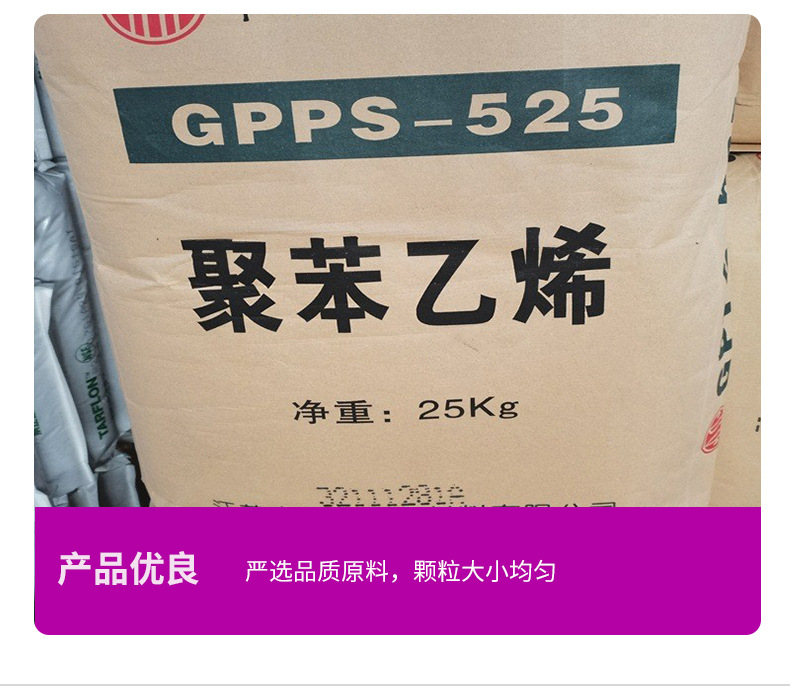 GPPS-525
聚苯乙烯
净重：25Kg
TARFLON
产品优良
严选品质原料，颗粒大小均匀